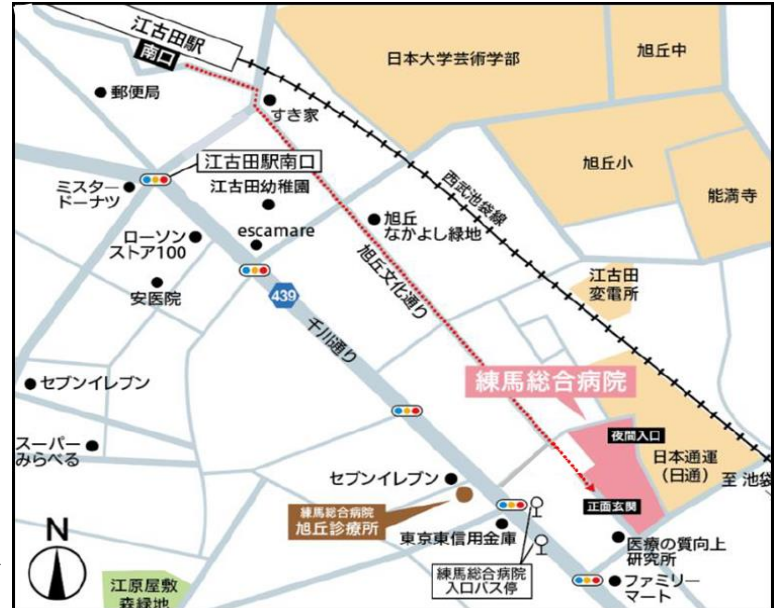 江古田駅
南口
日本大学芸術学部
旭丘中
郵便局
すき家
江古田駅南口
旭丘小
ミスター
ドーナツ
江古田幼稚園
西武池袋線
能満寺
ローソン
ストア100
escamare
旭丘
なかよし緑地
安医院
439
旭丘文化通り
江古田
変電所
千川通り
セブンイレブン
練馬総合病院
スーパー
みらべる
夜間入口
日本通運
(日通)
至 池袋
セブンイレブン
練馬総合病院
旭丘診療所
正面玄関
東京東信用金庫
医療の質向上
研究所
N
練馬総合病院
入口バス停
ファミリー
マート
江原屋敷
森緑地